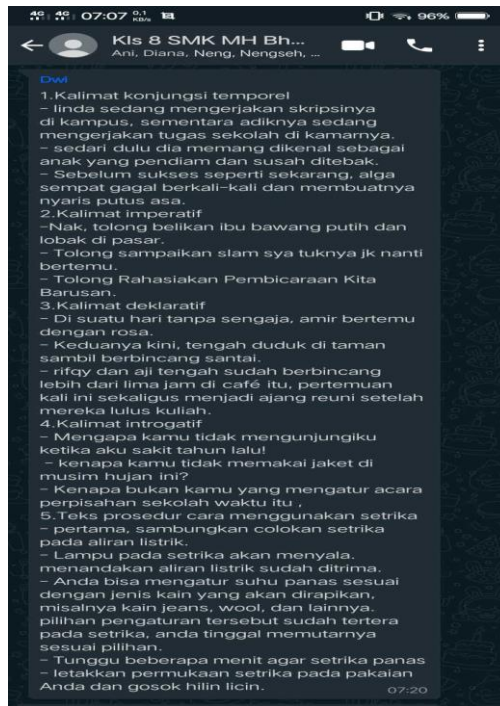 4G 4G 07:07 0.1 KB/s 96%
Kls 8 SMK MH Bh...
Ani, Diana, Neng, Nengseh, ...
Dwi
1.Kalimat konjungsi temporel
– linda sedang mengerjakan skripsinya
di kampus, sementara adiknya sedang
mengerjakan tugas sekolah di kamarnya.
– sedari dulu dia memang dikenal sebagai
anak yang pendiam dan susah ditebak.
– Sebelum sukses seperti sekarang, alga
sempat gagal berkali-kali dan membuatnya
nyaris putus asa.
2.Kalimat imperatif
–Nak, tolong belikan ibu bawang putih dan
lobak di pasar.
– Tolong sampaikan slam sya tuknya jk nanti
bertemu.
– Tolong Rahasiakan Pembicaraan Kita
Barusan.
3.Kalimat deklaratif
– Di suatu hari tanpa sengaja, amir bertemu
dengan rosa.
– Keduanya kini, tengah duduk di taman
sambil berbincang santai.
– rifqy dan aji tengah sudah berbincang
lebih dari lima jam di café itu, pertemuan
kali ini sekaligus menjadi ajang reuni setelah
mereka lulus kuliah.
4.Kalimat introgatif
– Mengapa kamu tidak mengunjungiku
ketika aku sakit tahun lalu!
– kenapa kamu tidak memakai jaket di
musim hujan ini?
– Kenapa bukan kamu yang mengatur acara
perpisahan sekolah waktu itu ,
5.Teks prosedur cara menggunakan setrika
– pertama, sambungkan colokan setrika
pada aliran listrik.
– Lampu pada setrika akan menyala.
menandakan aliran listrik sudah ditrima.
– Anda bisa mengatur suhu panas sesuai
dengan jenis kain yang akan dirapikan,
misalnya kain jeans, wool, dan lainnya.
pilihan pengaturan tersebut sudah tertera
pada setrika, anda tinggal memutarnya
sesuai pilihan.
– Tunggu beberapa menit agar setrika panas
– letakkan permukaan setrika pada pakaian
Anda dan gosok hilin licin.
07:20